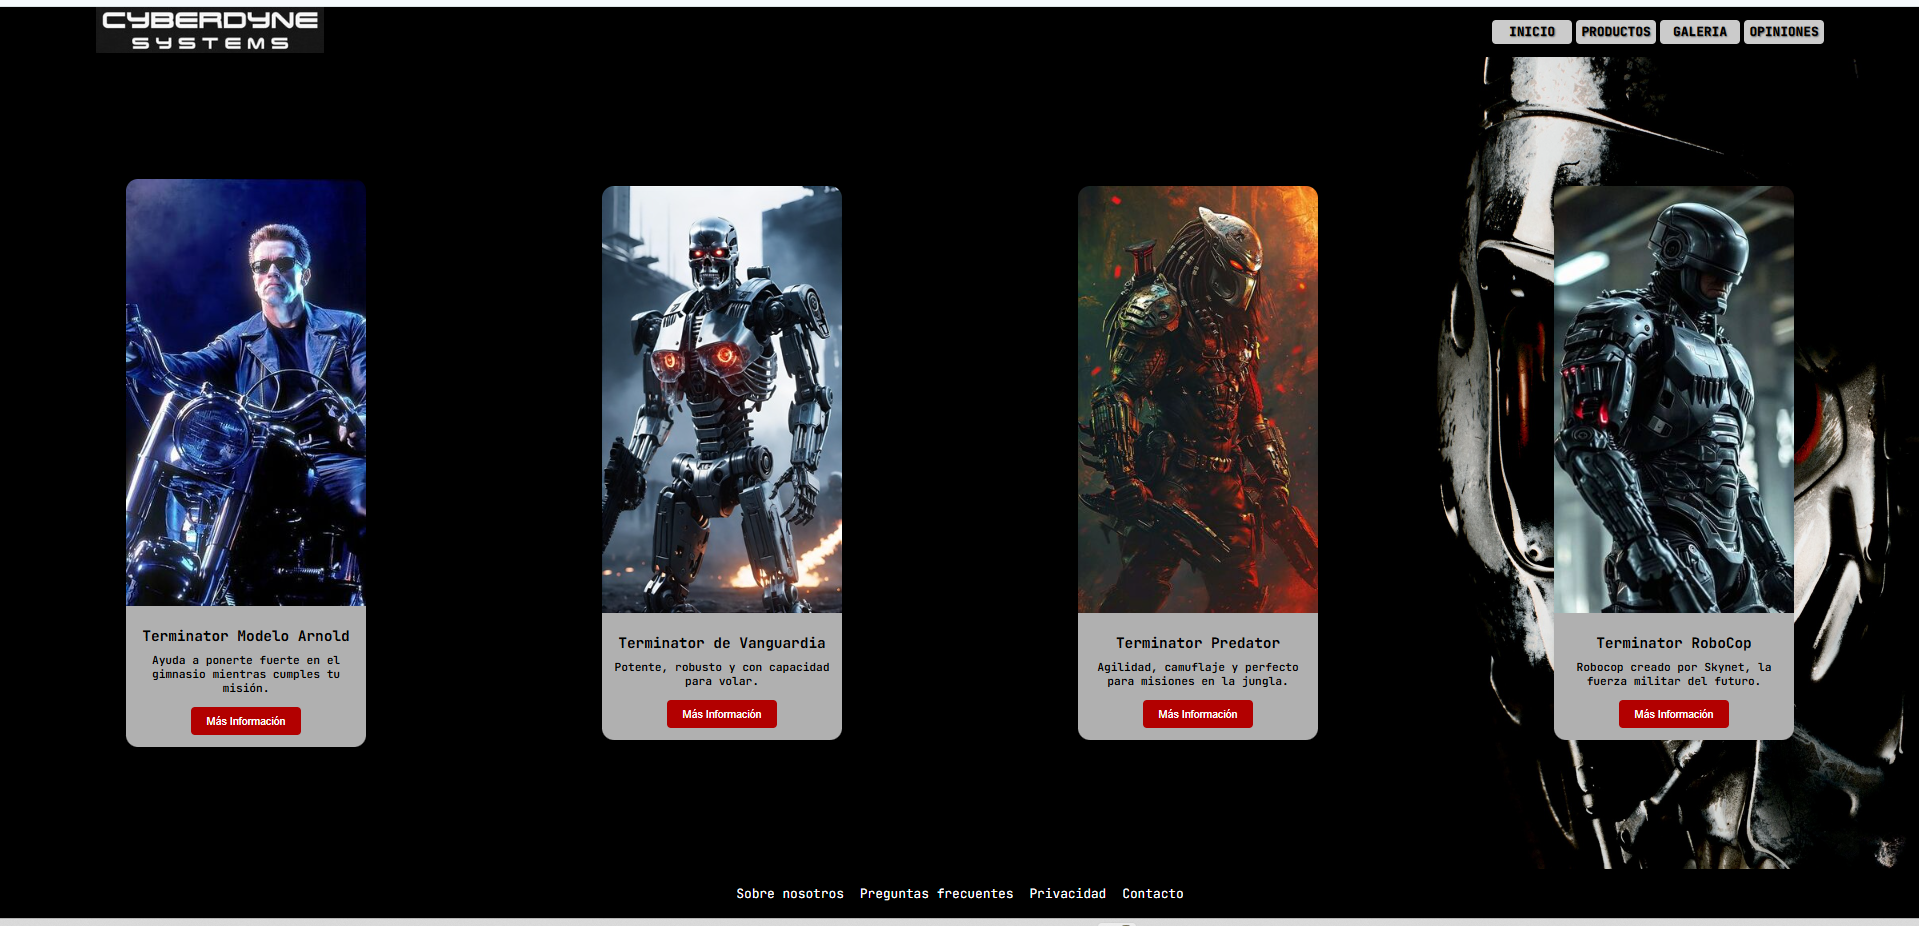 CYBERDYNE
SYSTEMS
INICIO
PRODUCTOS
GALERIA
OPINIONES
Terminator Modelo Arnold
Ayuda a ponerte fuerte en el
gimnasio mientras cumples tu
misión.
Más Información
Terminator de Vanguardia
Potente, robusto y con capacidad
para volar.
Más Información
Terminator Predator
Agilidad, camuflaje y perfecto
para misiones en la jungla.
Más Información
Terminator RoboCop
Robocop creado por Skynet, la
fuerza militar del futuro.
Más Información
Sobre nosotros Preguntas frecuentes Privacidad Contacto